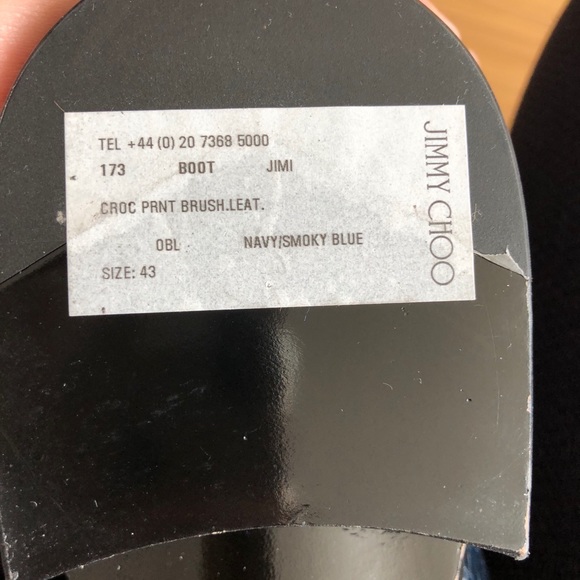 TEL +44 (0) 20 7368 5000
173 BOOT JIMI
CROC PRNT BRUSH.LEAT.
OBL NAVY/SMOKY BLUE
SIZE: 43
JIMMY CHOO